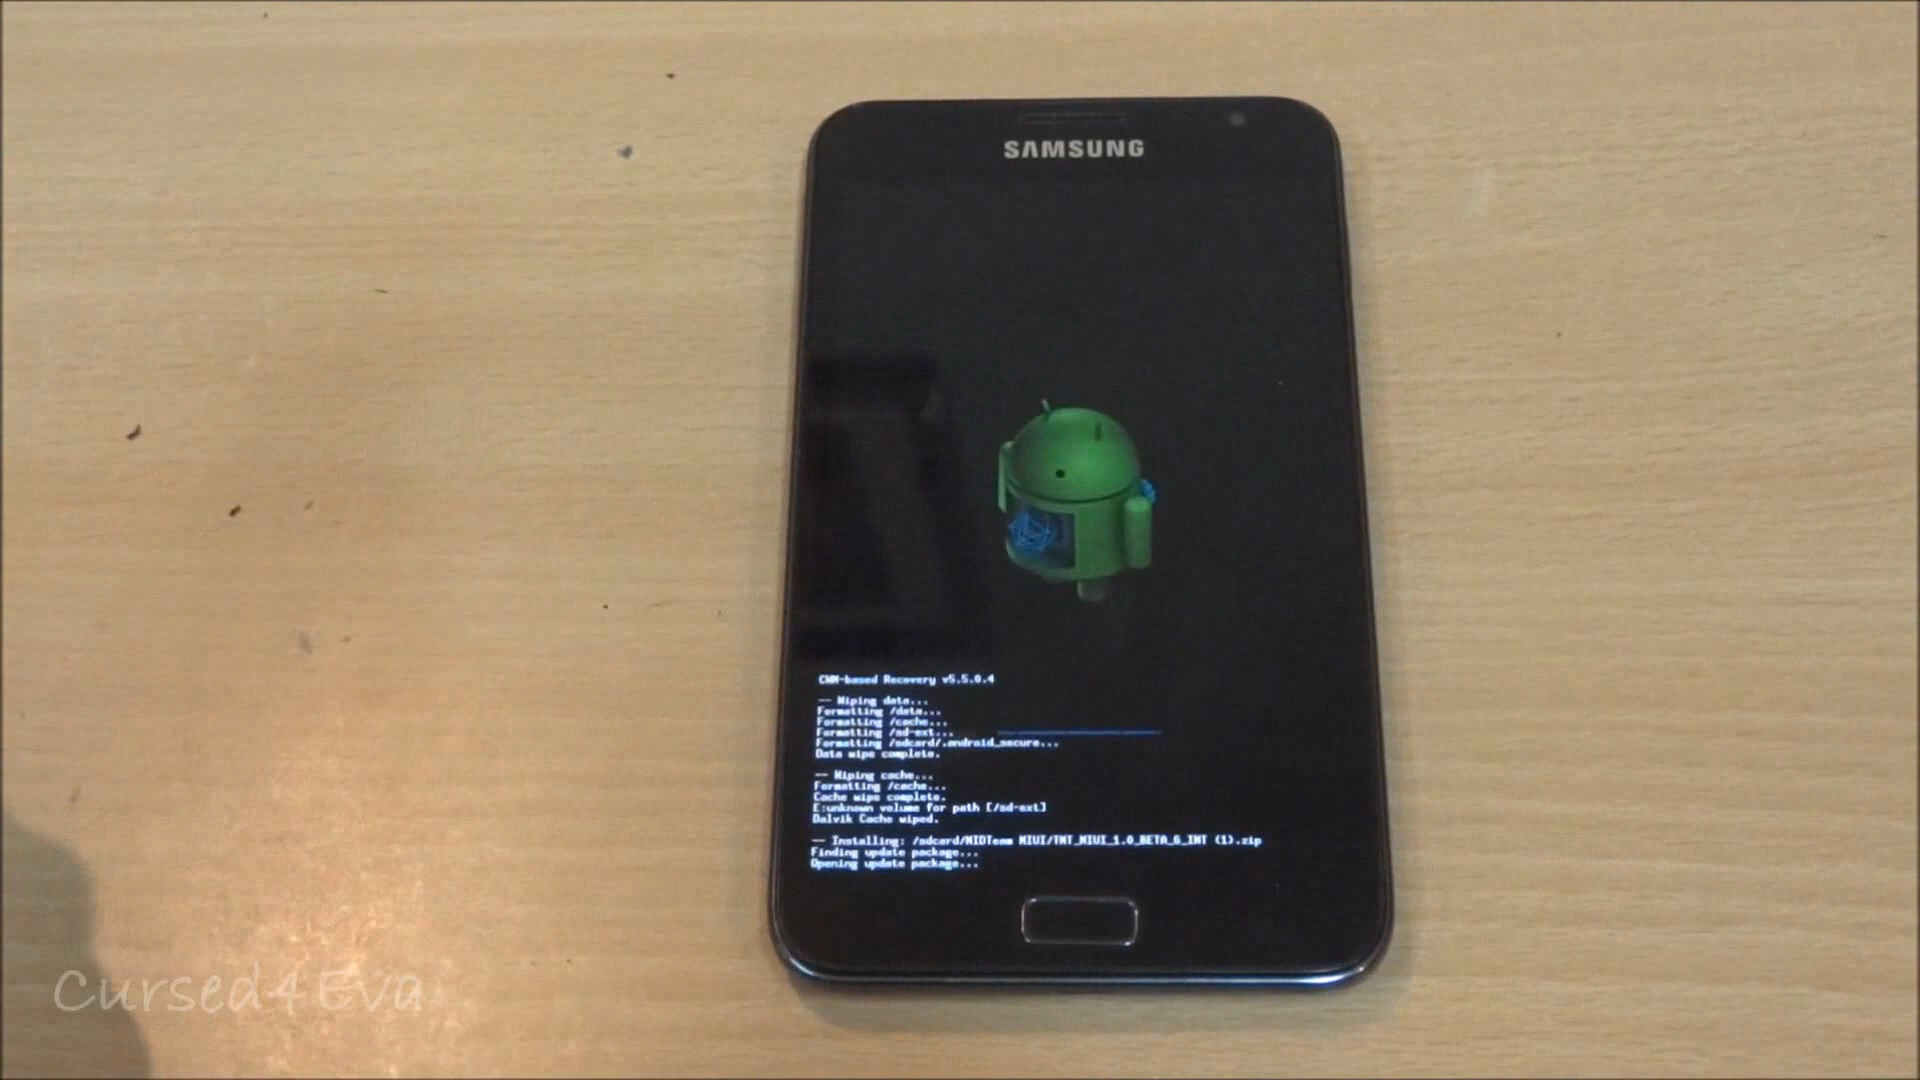 SAMSUNG
CWM-based Recovery v5.5.0.4
-- Wiping data...
Formatting /data...
Formatting /cache...
Formatting /sd-ext...
Formatting /sdcard/.android_secure...
Data wipe complete.
-- Wiping cache...
Formatting /cache...
Cache wipe complete.
E:unknown volume for path [/sd-ext]
Dalvik Cache wiped.
-- Installing: /sdcard/MIDTeam MIUI/TNT_MIUI_1.0_BETA_6_INT (1).zip
Finding update package...
Opening update package...
Cursed4Eva